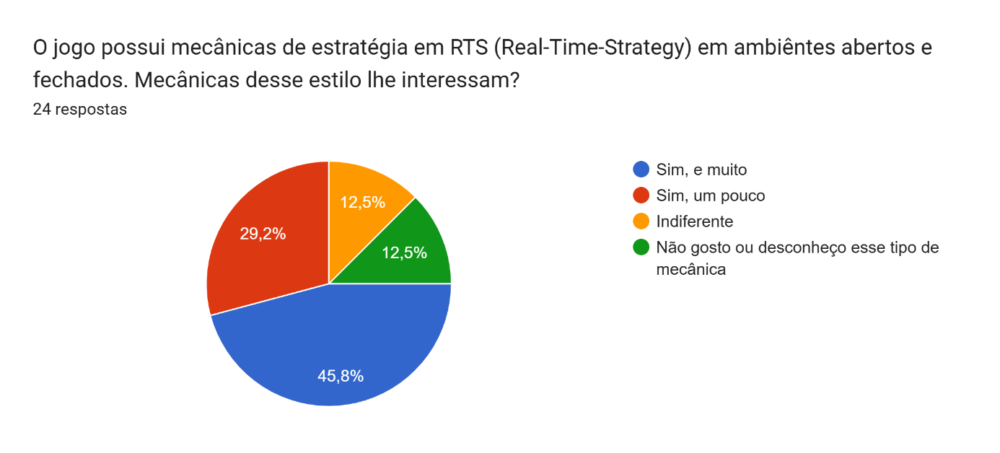 O jogo possui mecânicas de estratégia em RTS (Real-Time-Strategy) em ambiêntes abertos e
fechados. Mecânicas desse estilo lhe interessam?
24 respostas
12,5%
29,2%
12,5%
45,8%
Sim, e muito
Sim, um pouco
Indiferente
Não gosto ou desconheço esse tipo de
mecânica